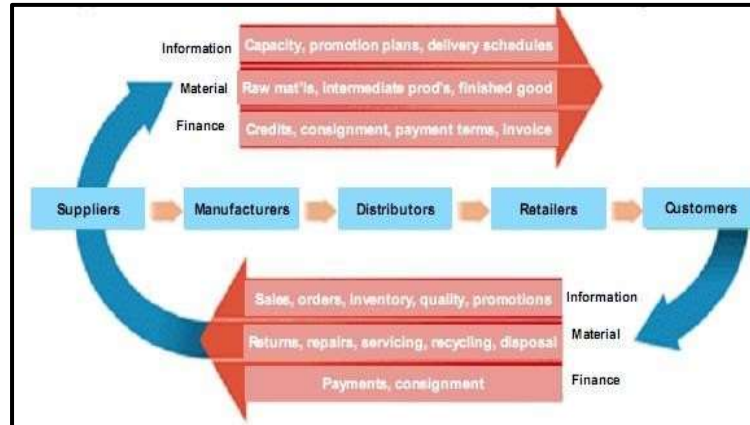 Information
Capacity, promotion plans, delivery schedules
Material
Raw mat'ls, intermediate prod's, finished good
Finance
Credits, consignment, payment terms, invoice
Suppliers
Manufacturers
Distributors
Retailers
Customers
Sales, orders, inventory, quality, promotions
Information
Returns, repairs, servicing, recycling, disposal
Material
Payments, consignment
Finance